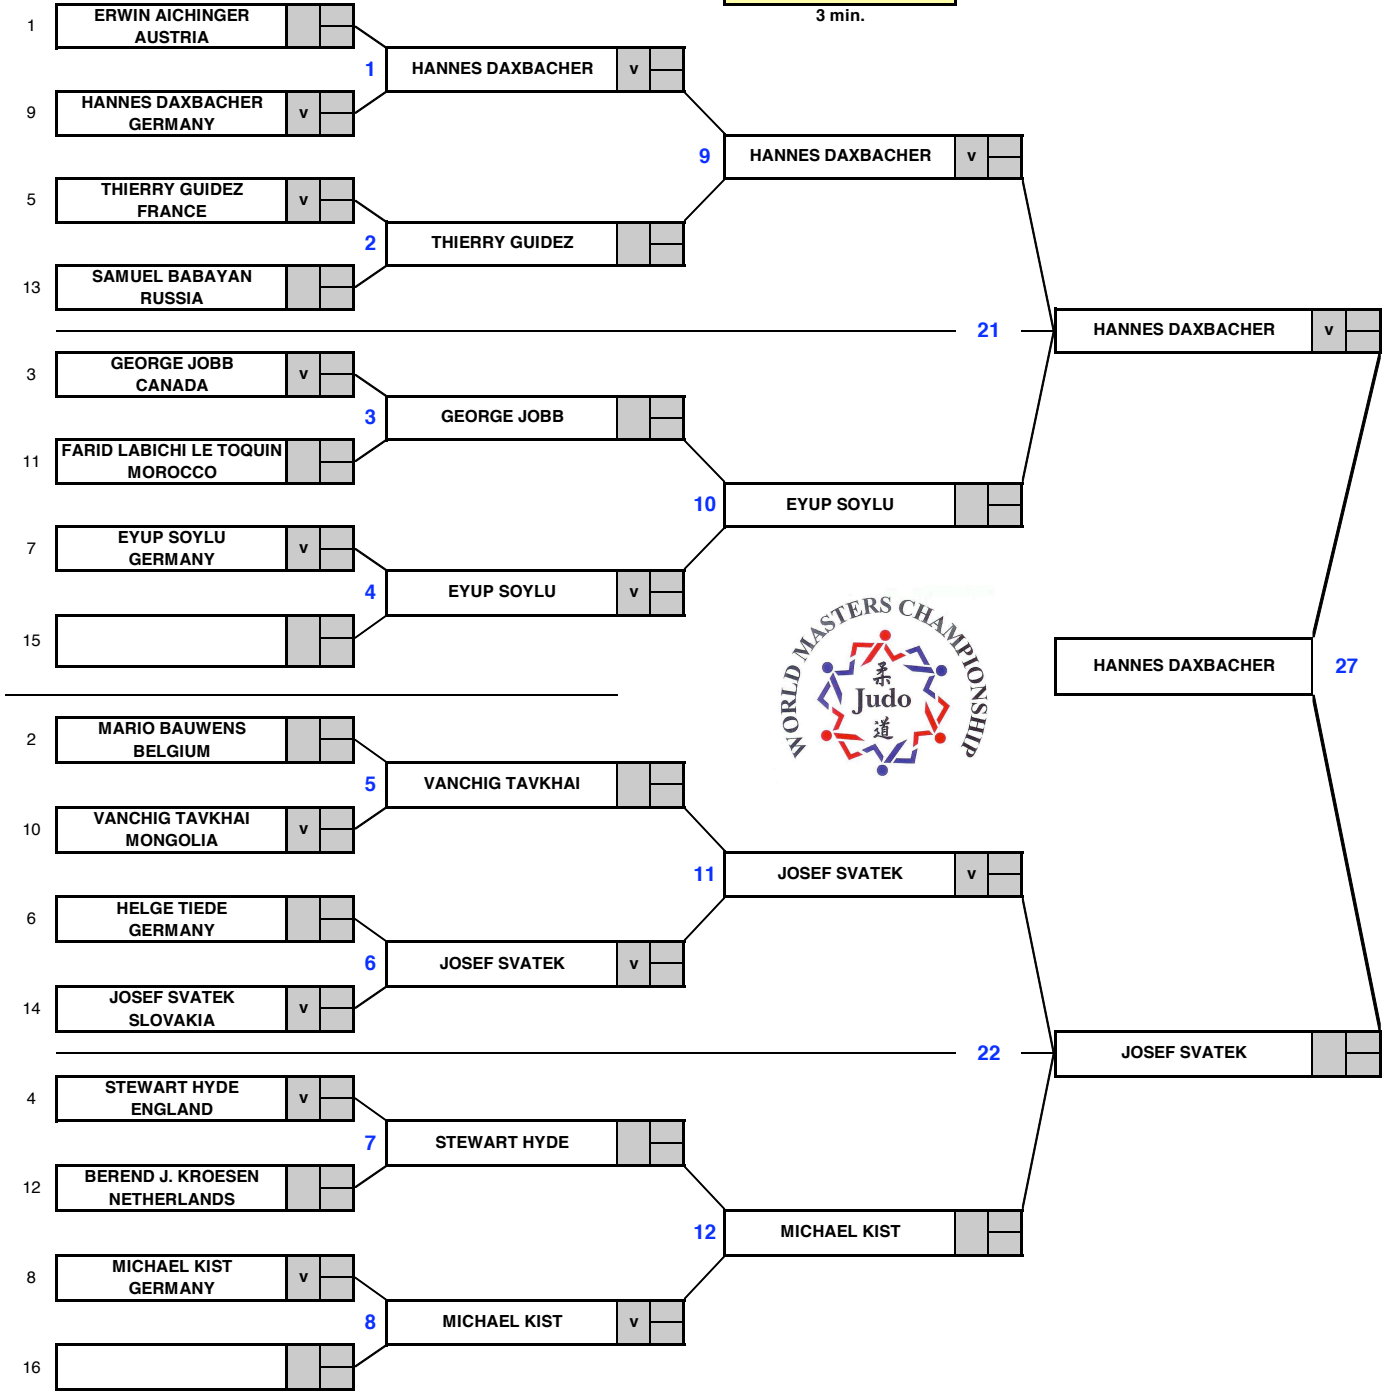 3 min.
1
ERWIN AICHINGER
AUSTRIA
1
HANNES DAXBACHER
v
9
HANNES DAXBACHER
GERMANY
v
9
HANNES DAXBACHER
v
5
THIERRY GUIDEZ
FRANCE
v
2
THIERRY GUIDEZ
13
SAMUEL BABAYAN
RUSSIA
21
HANNES DAXBACHER
v
3
GEORGE JOBB
CANADA
v
3
GEORGE JOBB
11
FARID LABICHI LE TOQUIN
MOROCCO
10
EYUP SOYLU
7
EYUP SOYLU
GERMANY
v
4
EYUP SOYLU
v
15
WORLD MASTERS CHAMPIONSHIP
柔
Judo
道
HANNES DAXBACHER
27
2
MARIO BAUWENS
BELGIUM
5
VANCHIG TAVKHAI
10
VANCHIG TAVKHAI
MONGOLIA
v
11
JOSEF SVATEK
v
6
HELGE TIEDE
GERMANY
6
JOSEF SVATEK
v
14
JOSEF SVATEK
SLOVAKIA
v
22
JOSEF SVATEK
4
STEWART HYDE
ENGLAND
v
7
STEWART HYDE
12
BEREND J. KROESEN
NETHERLANDS
12
MICHAEL KIST
8
MICHAEL KIST
GERMANY
v
8
MICHAEL KIST
v
16